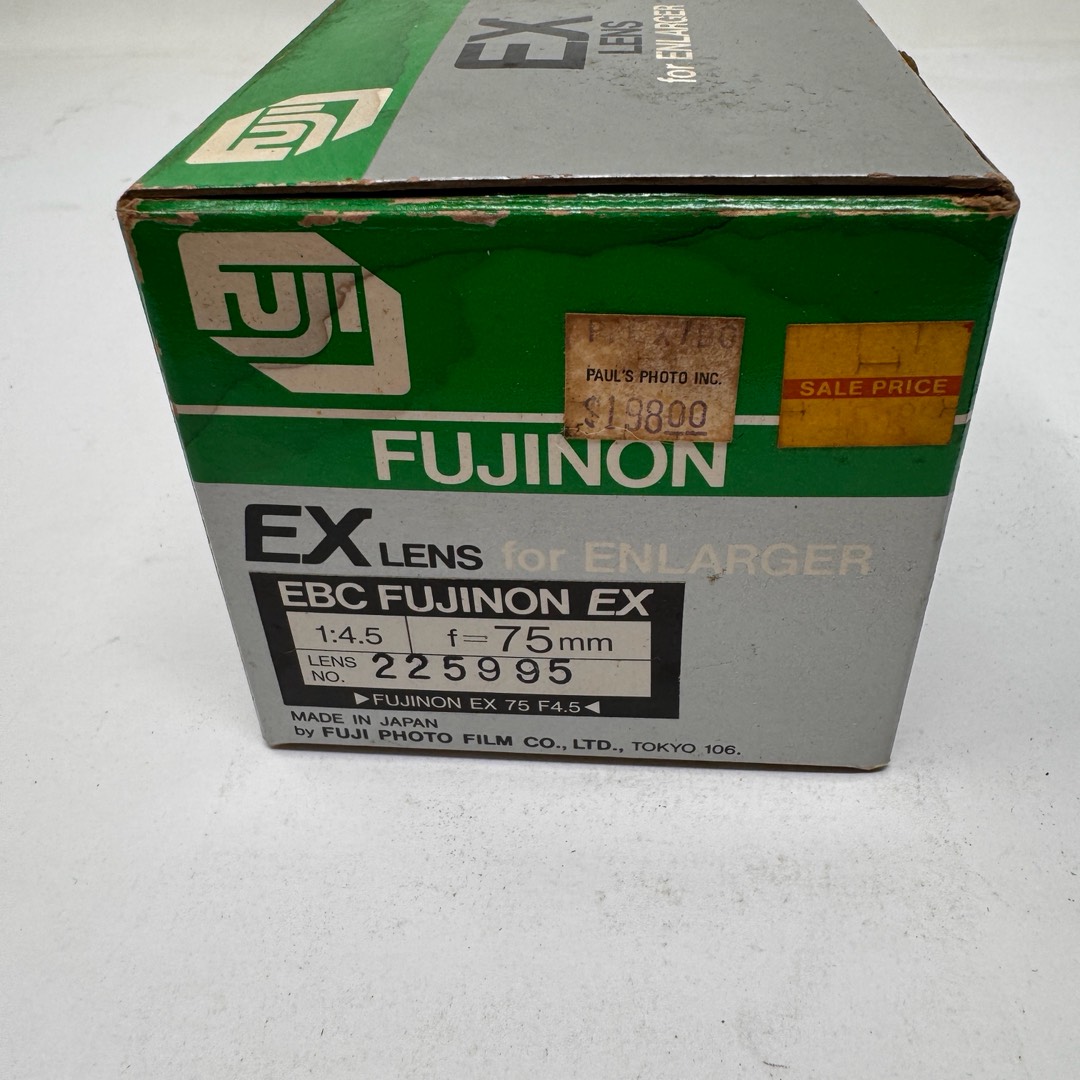 EX
LENS
for ENLARGER
FUJI
FUJI
PAUL'S PHOTO INC.
$198.00
SALE PRICE
FUJINON
EX LENS for ENLARGER
EBC FUJINON EX
1:4.5 f=75mm
LENS NO. 225995
▶FUJINON EX 75 F4.5◀
MADE IN JAPAN
by FUJI PHOTO FILM CO., LTD., TOKYO 106.